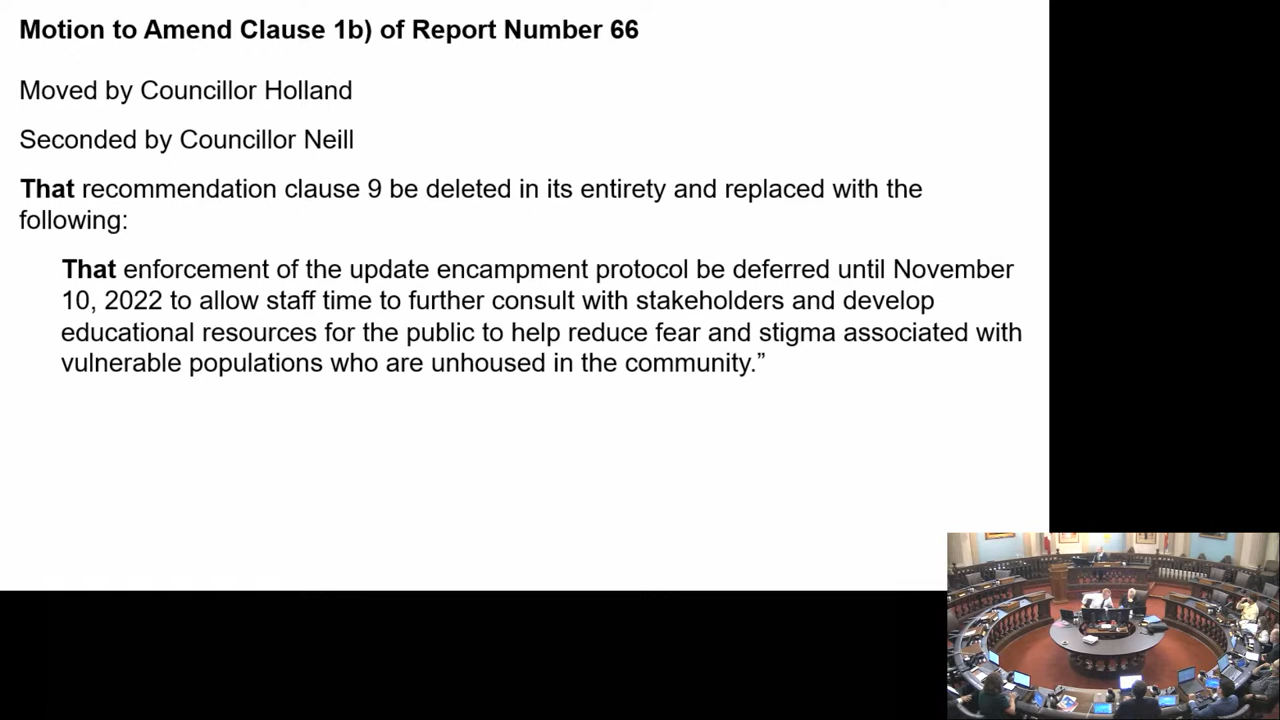 Motion to Amend Clause 1b) of Report Number 66
Moved by Councillor Holland
Seconded by Councillor Neill
That recommendation clause 9 be deleted in its entirety and replaced with the
following:
That enforcement of the update encampment protocol be deferred until November
10, 2022 to allow staff time to further consult with stakeholders and develop
educational resources for the public to help reduce fear and stigma associated with
vulnerable populations who are unhoused in the community.”